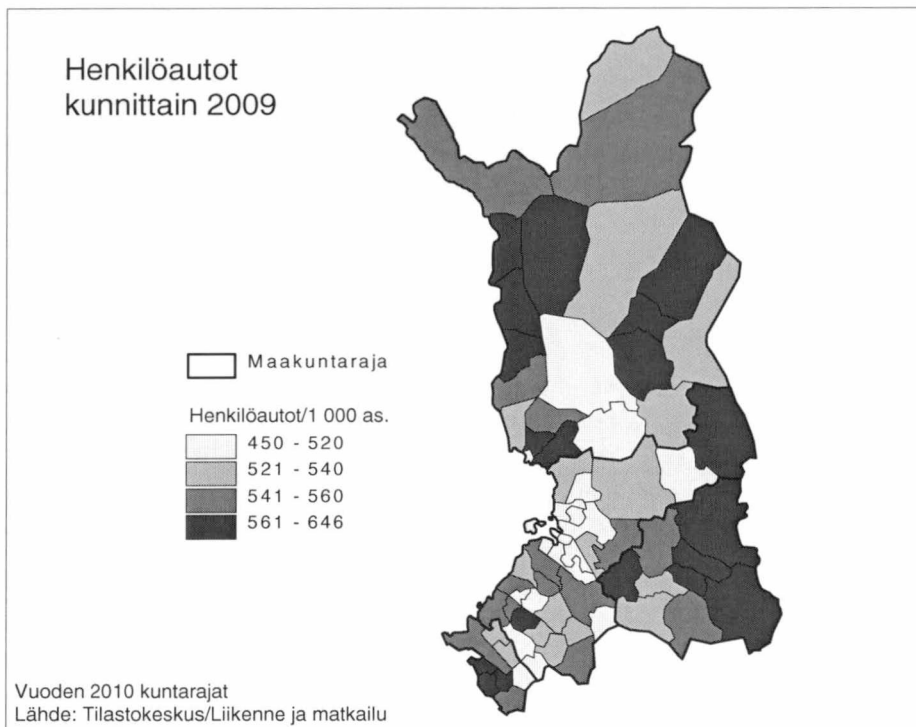 Henkilöautot
kunnittain 2009
Maakuntaraja
Henkilöautot/1 000 as.
450 - 520
521 - 540
541 - 560
561 - 646
Vuoden 2010 kuntarajat
Lähde: Tilastokeskus/Liikenne ja matkailu